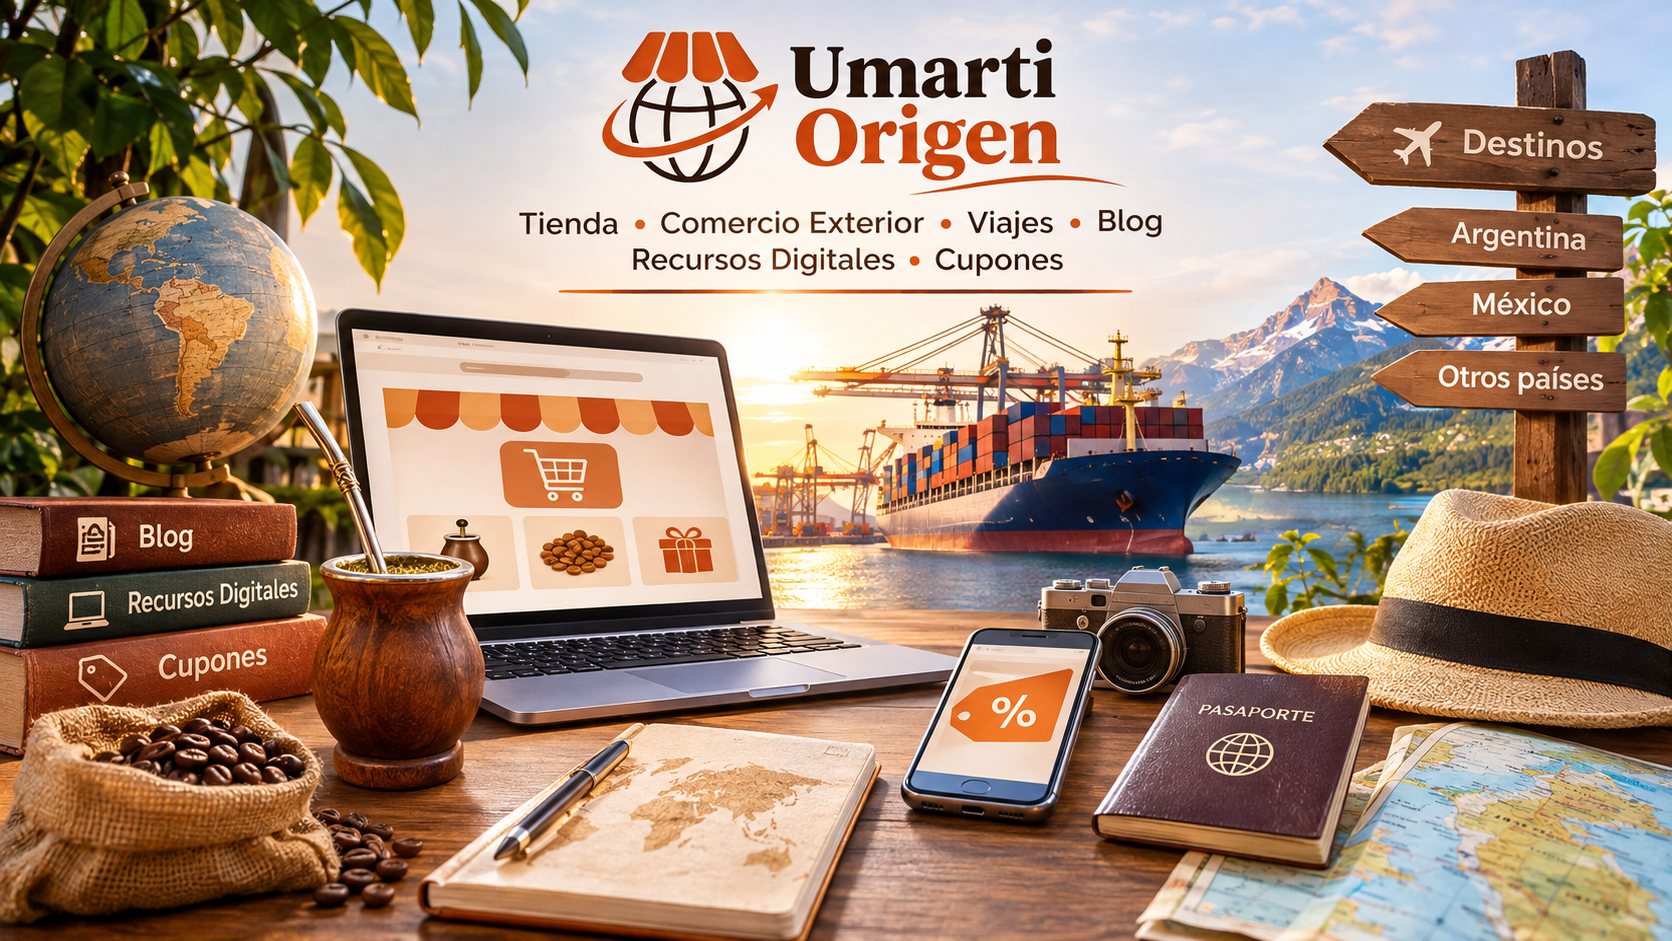 Umarti
Origen
Tienda • Comercio Exterior • Viajes • Blog
Recursos Digitales • Cupones
Destinos
Argentina
México
Otros países
Blog
Recursos Digitales
Cupones
%
PASAPORTE